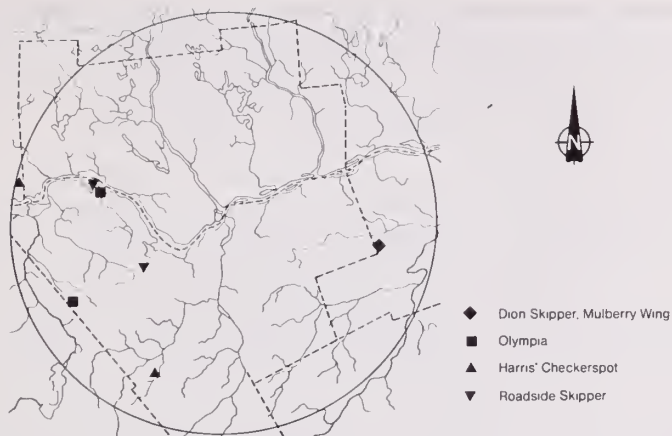 N
Dion Skipper, Mulberry Wing
Olympia
Harris' Checkerspot
Roadside Skipper